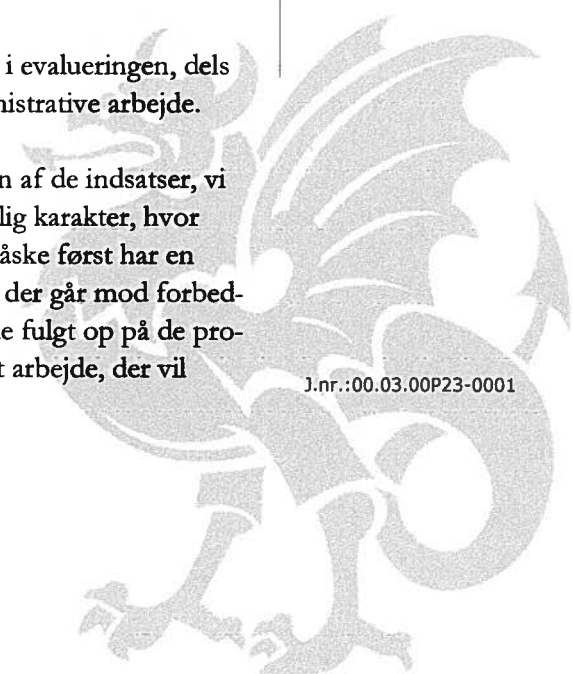 i evalueringen, dels
nistrative arbejde.
n af de indsatser, vi
lig karakter, hvor
åske først har en
der går mod forbed-
e fulgt op på de pro-
t arbejde, der vil
J.nr.:00.03.00P23-0001